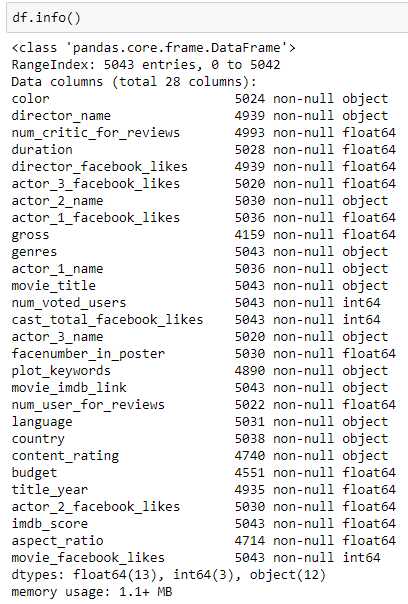 df.info()
<class 'pandas.core.frame.DataFrame'>
RangeIndex: 5043 entries, 0 to 5042
Data columns (total 28 columns):
color                        5024 non-null object
director_name                4939 non-null object
num_critic_for_reviews       4993 non-null float64
duration                     5028 non-null float64
director_facebook_likes      4939 non-null float64
actor_3_facebook_likes       5020 non-null float64
actor_2_name                 5030 non-null object
actor_1_facebook_likes       5036 non-null float64
gross                        4159 non-null float64
genres                       5043 non-null object
actor_1_name                 5036 non-null object
movie_title                  5043 non-null object
num_voted_users              5043 non-null int64
cast_total_facebook_likes    5043 non-null int64
actor_3_name                 5020 non-null object
facenumber_in_poster         5030 non-null float64
plot_keywords                4890 non-null object
movie_imdb_link              5043 non-null object
num_user_for_reviews         5022 non-null float64
language                     5031 non-null object
country                      5038 non-null object
content_rating               4740 non-null object
budget                       4551 non-null float64
title_year                   4935 non-null float64
actor_2_facebook_likes       5030 non-null float64
imdb_score                   5043 non-null float64
aspect_ratio                 4714 non-null float64
movie_facebook_likes         5043 non-null int64
dtypes: float64(13), int64(3), object(12)
memory usage: 1.1+ MB